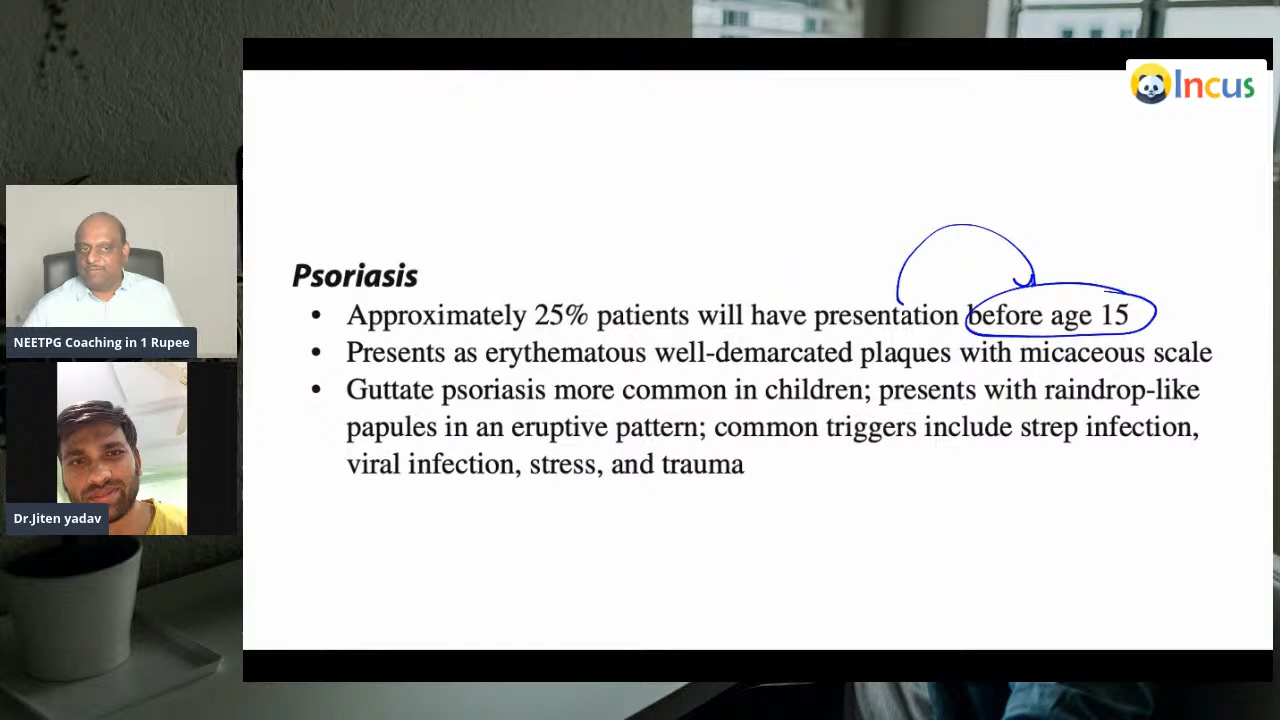 Incus
NEETPG Coaching in 1 Rupee
Dr.Jiten yadav
Psoriasis
• Approximately 25% patients will have presentation before age 15
• Presents as erythematous well-demarcated plaques with micaceous scale
• Guttate psoriasis more common in children; presents with raindrop-like
papules in an eruptive pattern; common triggers include strep infection,
viral infection, stress, and trauma